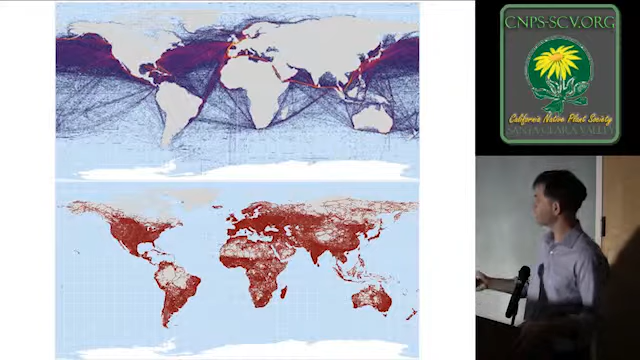 CNPS-SCV.ORG
California Native Plant Society
SANTA CLARA VALLEY